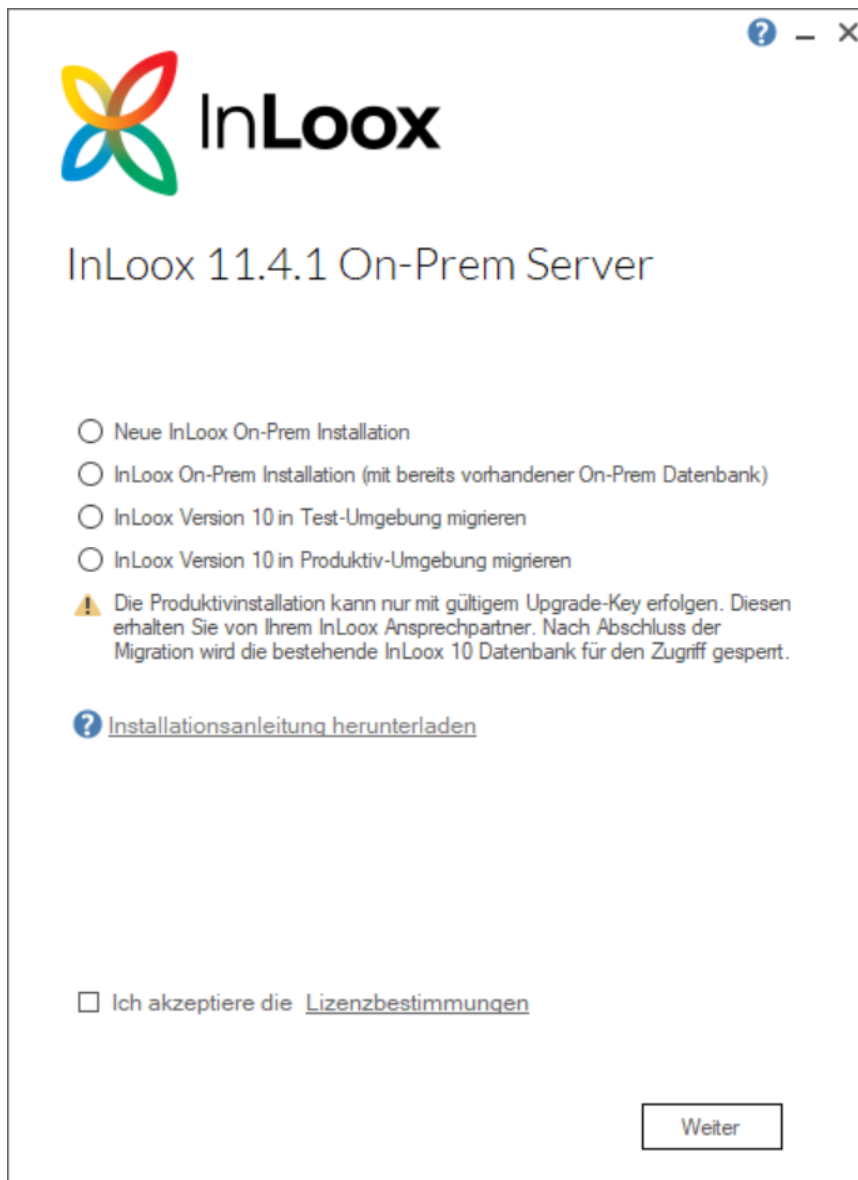 InLoox
InLoox 11.4.1 On-Prem Server
Neue InLoox On-Prem Installation
InLoox On-Prem Installation (mit bereits vorhandener On-Prem Datenbank)
InLoox Version 10 in Test-Umgebung migrieren
InLoox Version 10 in Produktiv-Umgebung migrieren
Die Produktivinstallation kann nur mit gültigem Upgrade-Key erfolgen. Diesen
erhalten Sie von Ihrem InLoox Ansprechpartner. Nach Abschluss der
Migration wird die bestehende InLoox 10 Datenbank für den Zugriff gesperrt.
Installationsanleitung herunterladen
Ich akzeptiere die Lizenzbestimmungen
Weiter